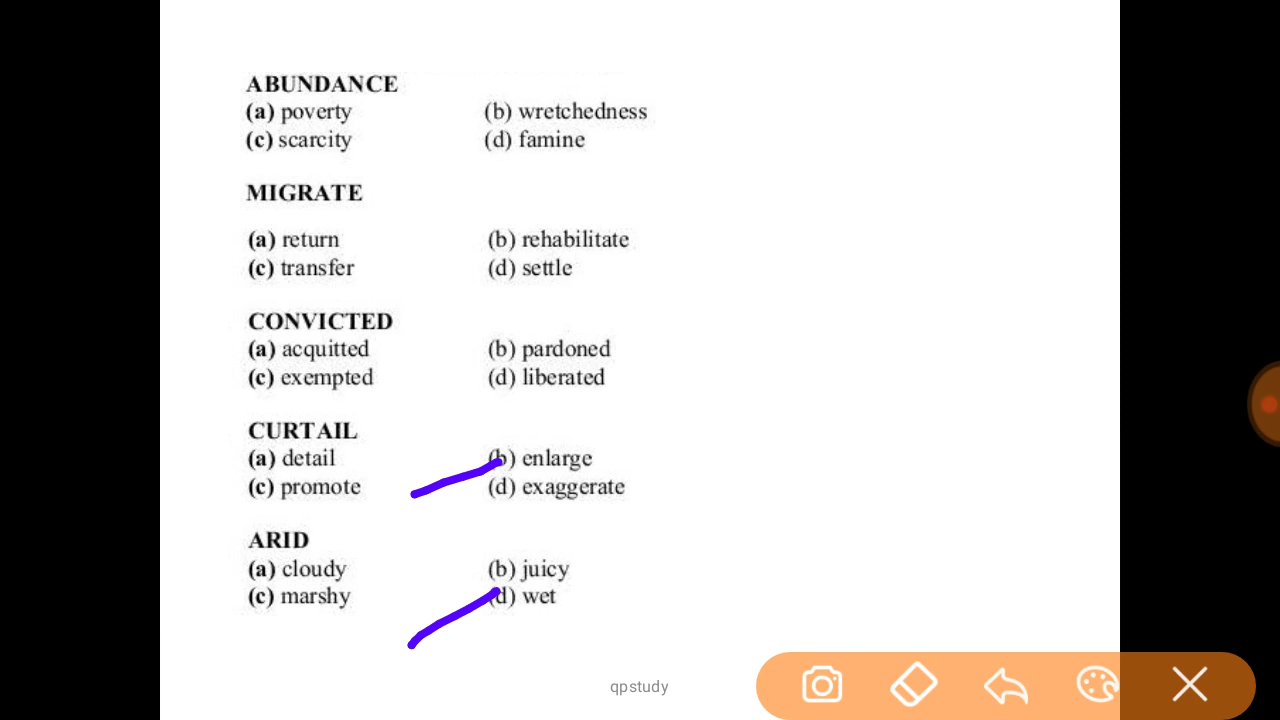 ABUNDANCE
(a) poverty (b) wretchedness
(c) scarcity (d) famine
MIGRATE
(a) return (b) rehabilitate
(c) transfer (d) settle
CONVICTED
(a) acquitted (b) pardoned
(c) exempted (d) liberated
CURTAIL
(a) detail (b) enlarge
(c) promote (d) exaggerate
ARID
(a) cloudy (b) juicy
(c) marshy (d) wet
qpstudy